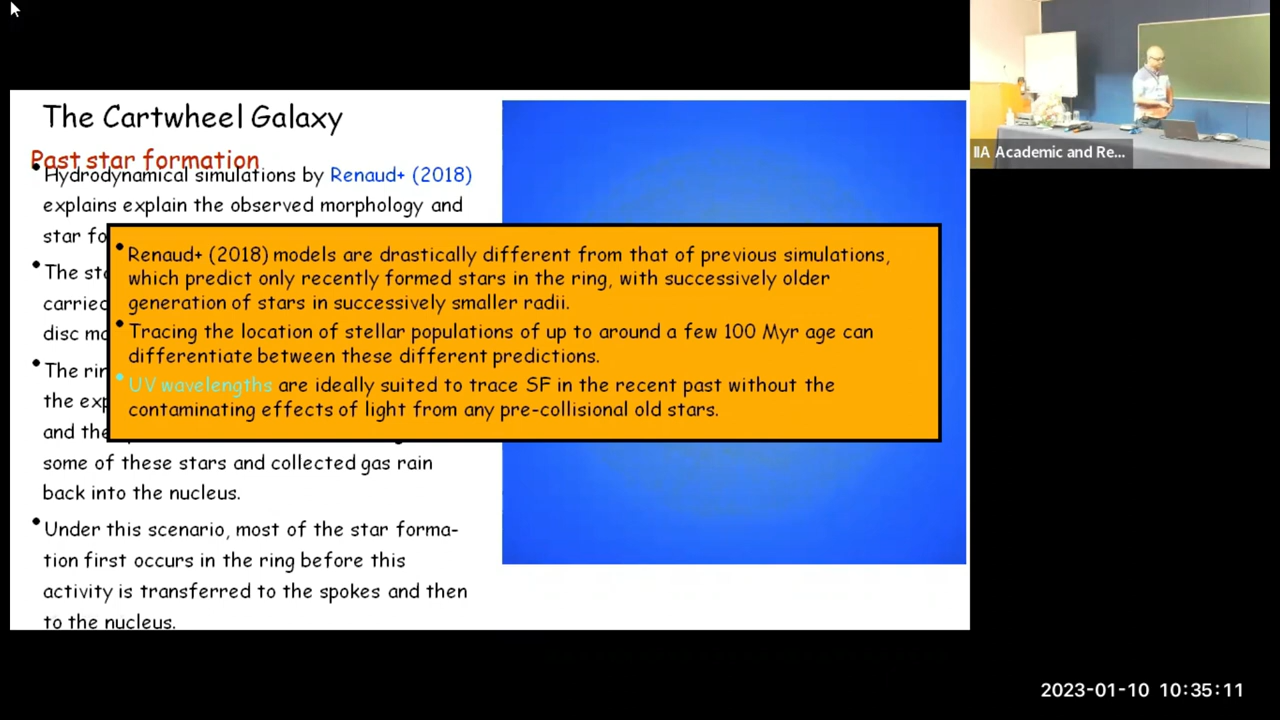 The Cartwheel Galaxy
Past star formation
Hydrodynamical simulations by Renaud+ (2018)
explains explain the observed morphology and
star fo
The sto
carried
disc mo
The rin
the exp
and the
some of these stars and collected gas rain
back into the nucleus.
Under this scenario, most of the star forma-
tion first occurs in the ring before this
activity is transferred to the spokes and then
to the nucleus.
Renaud+ (2018) models are drastically different from that of previous simulations,
which predict only recently formed stars in the ring, with successively older
generation of stars in successively smaller radii.
Tracing the location of stellar populations of up to around a few 100 Myr age can
differentiate between these different predictions.
UV wavelengths are ideally suited to trace SF in the recent past without the
contaminating effects of light from any pre-collisional old stars.
IIA Academic and Re...
2023-01-10 10:35:11